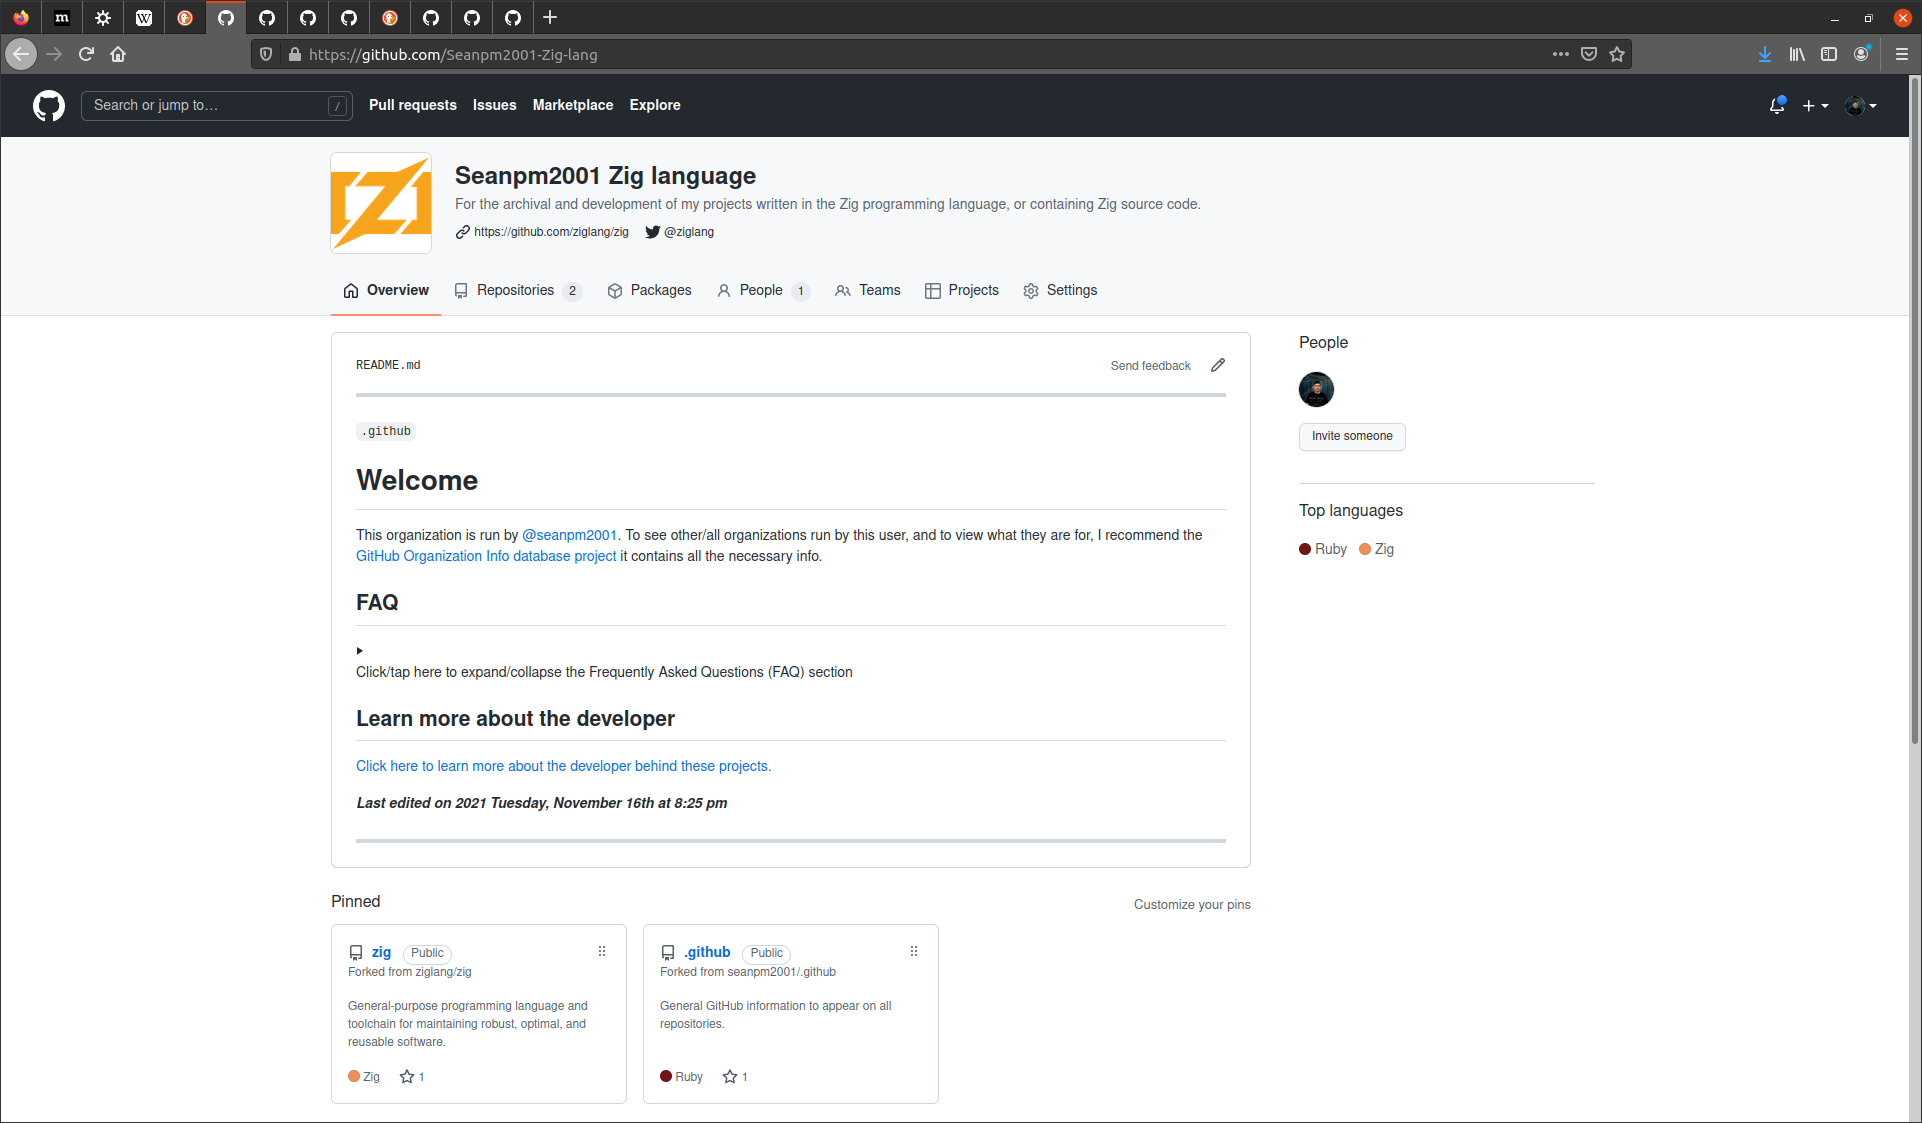 https://github.com/Seanpm2001-Zig-lang
Search or jump to… /
Pull requests Issues Marketplace Explore
Seanpm2001 Zig language
For the archival and development of my projects written in the Zig programming language, or containing Zig source code.
https://github.com/ziglang/zig @ziglang
Overview Repositories 2 Packages People 1 Teams Projects Settings
README.md
Send feedback
.github
Welcome
This organization is run by @seanpm2001. To see other/all organizations run by this user, and to view what they are for, I recommend the
GitHub Organization Info database project it contains all the necessary info.
FAQ
Click/tap here to expand/collapse the Frequently Asked Questions (FAQ) section
Learn more about the developer
Click here to learn more about the developer behind these projects.
Last edited on 2021 Tuesday, November 16th at 8:25 pm
People
Invite someone
Top languages
Ruby Zig
Pinned
Customize your pins
zig Public
Forked from ziglang/zig
General-purpose programming language and
toolchain for maintaining robust, optimal, and
reusable software.
Zig 1
.github Public
Forked from seanpm2001/.github
General GitHub information to appear on all
repositories.
Ruby 1